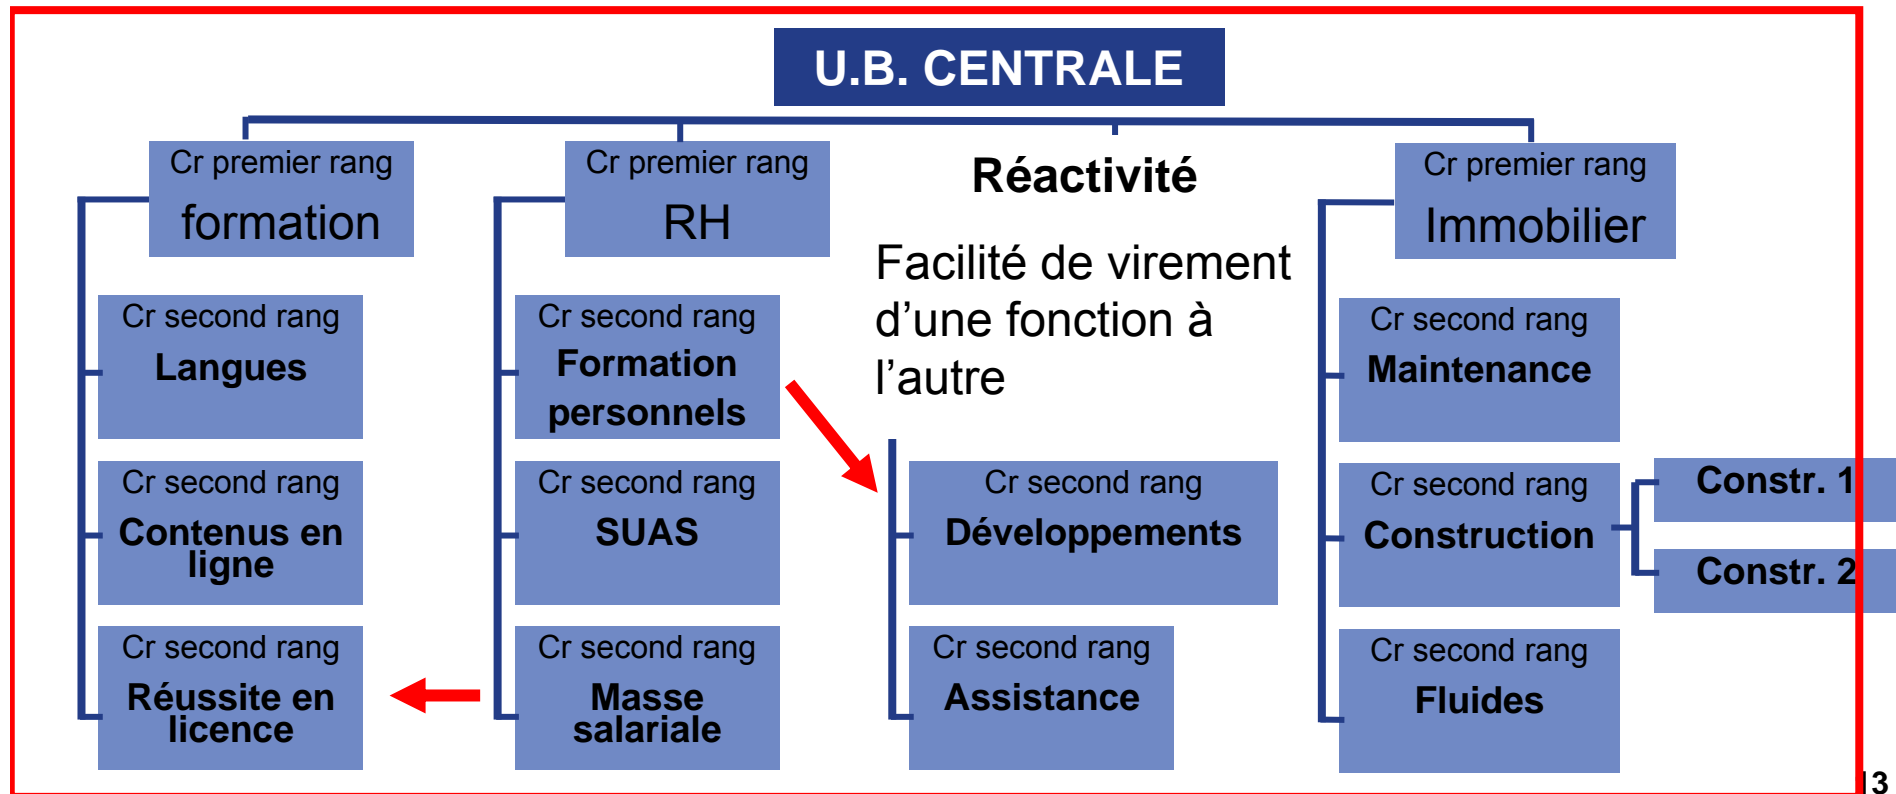 U.B. CENTRALE
Cr premier rang
formation
Cr second rang
Langues
Cr second rang
Contenus en
ligne
Cr second rang
Réussite en
licence
Cr premier rang
RH
Cr second rang
Formation
personnels
Cr second rang
SUAS
Cr second rang
Masse
salariale
Réactivité
Facilité de virement
d’une fonction à
l’autre
Cr second rang
Développements
Cr second rang
Assistance
Cr premier rang
Immobilier
Cr second rang
Maintenance
Cr second rang
Construction
Constr. 1
Constr. 2
Cr second rang
Fluides
13